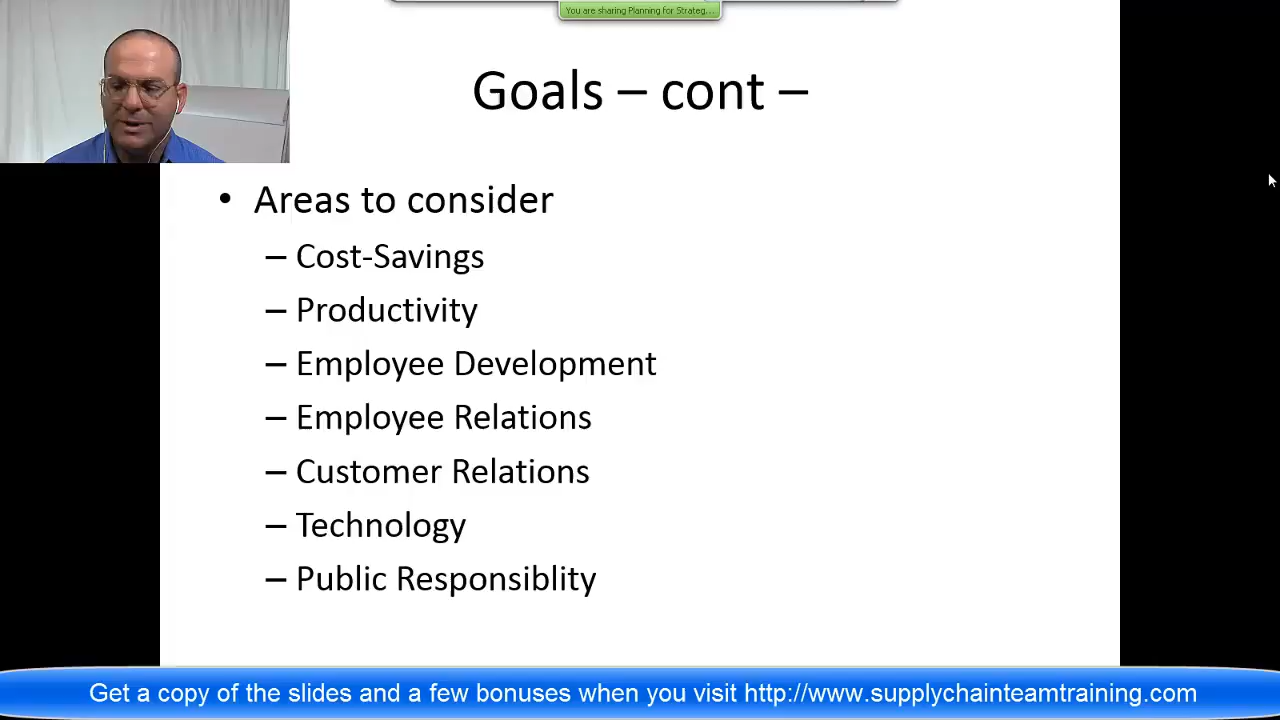 You are sharing Planning for Strateg...
Goals – cont –
• Areas to consider
– Cost-Savings
– Productivity
– Employee Development
– Employee Relations
– Customer Relations
– Technology
– Public Responsiblity
Get a copy of the slides and a few bonuses when you visit http://www.supplychainteamtraining.com